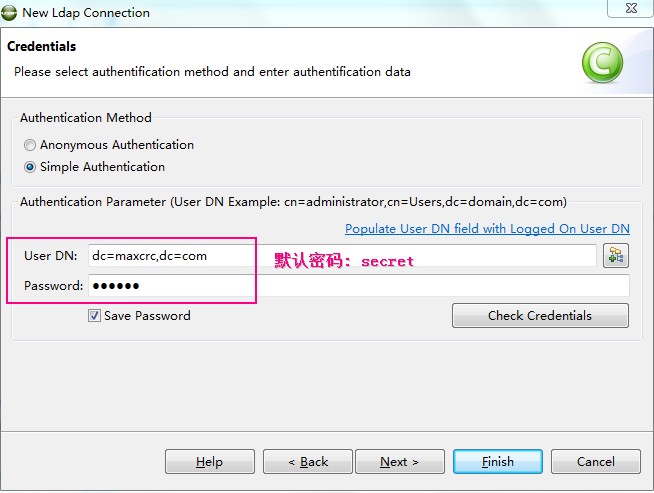 New Ldap Connection
Credentials
Please select authentification method and enter authentification data
Authentication Method
Anonymous Authentication
Simple Authentication
Authentication Parameter (User DN Example: cn=administrator,cn=Users,dc=domain,dc=com)
Populate User DN field with Logged On User DN
User DN: dc=maxcrc,dc=com
默认密码: secret
Password: ●●●●●●
Save Password
Check Credentials
Help < Back Next > Finish Cancel